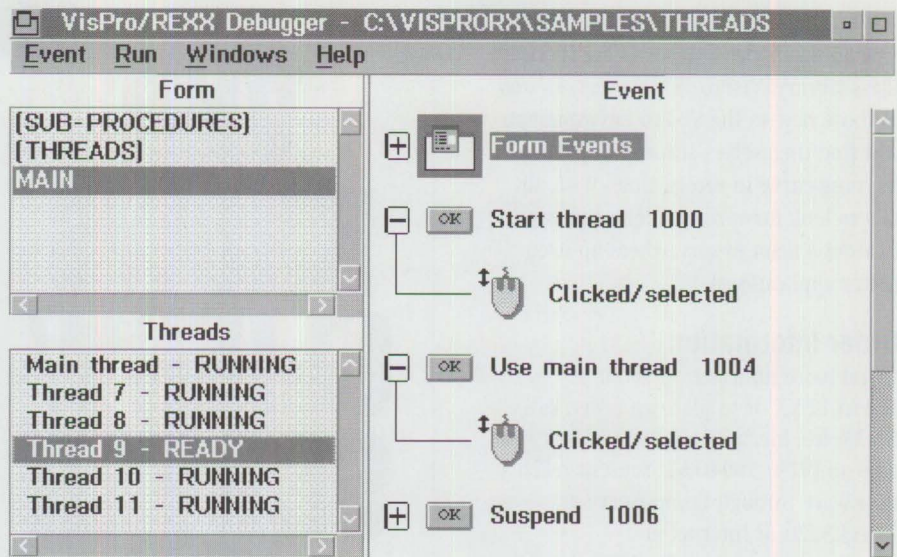 VisPro/REXX Debugger - C:\VISPRORX\SAMPLES\THREADS
Event Run Windows Help
Form
(SUB-PROCEDURES)
(THREADS)
MAIN
Threads
Main thread - RUNNING
Thread 7 - RUNNING
Thread 8 - RUNNING
Thread 9 - READY
Thread 10 - RUNNING
Thread 11 - RUNNING
Event
Form Events
OK Start thread 1000
Clicked/selected
OK Use main thread 1004
Clicked/selected
OK Suspend 1006